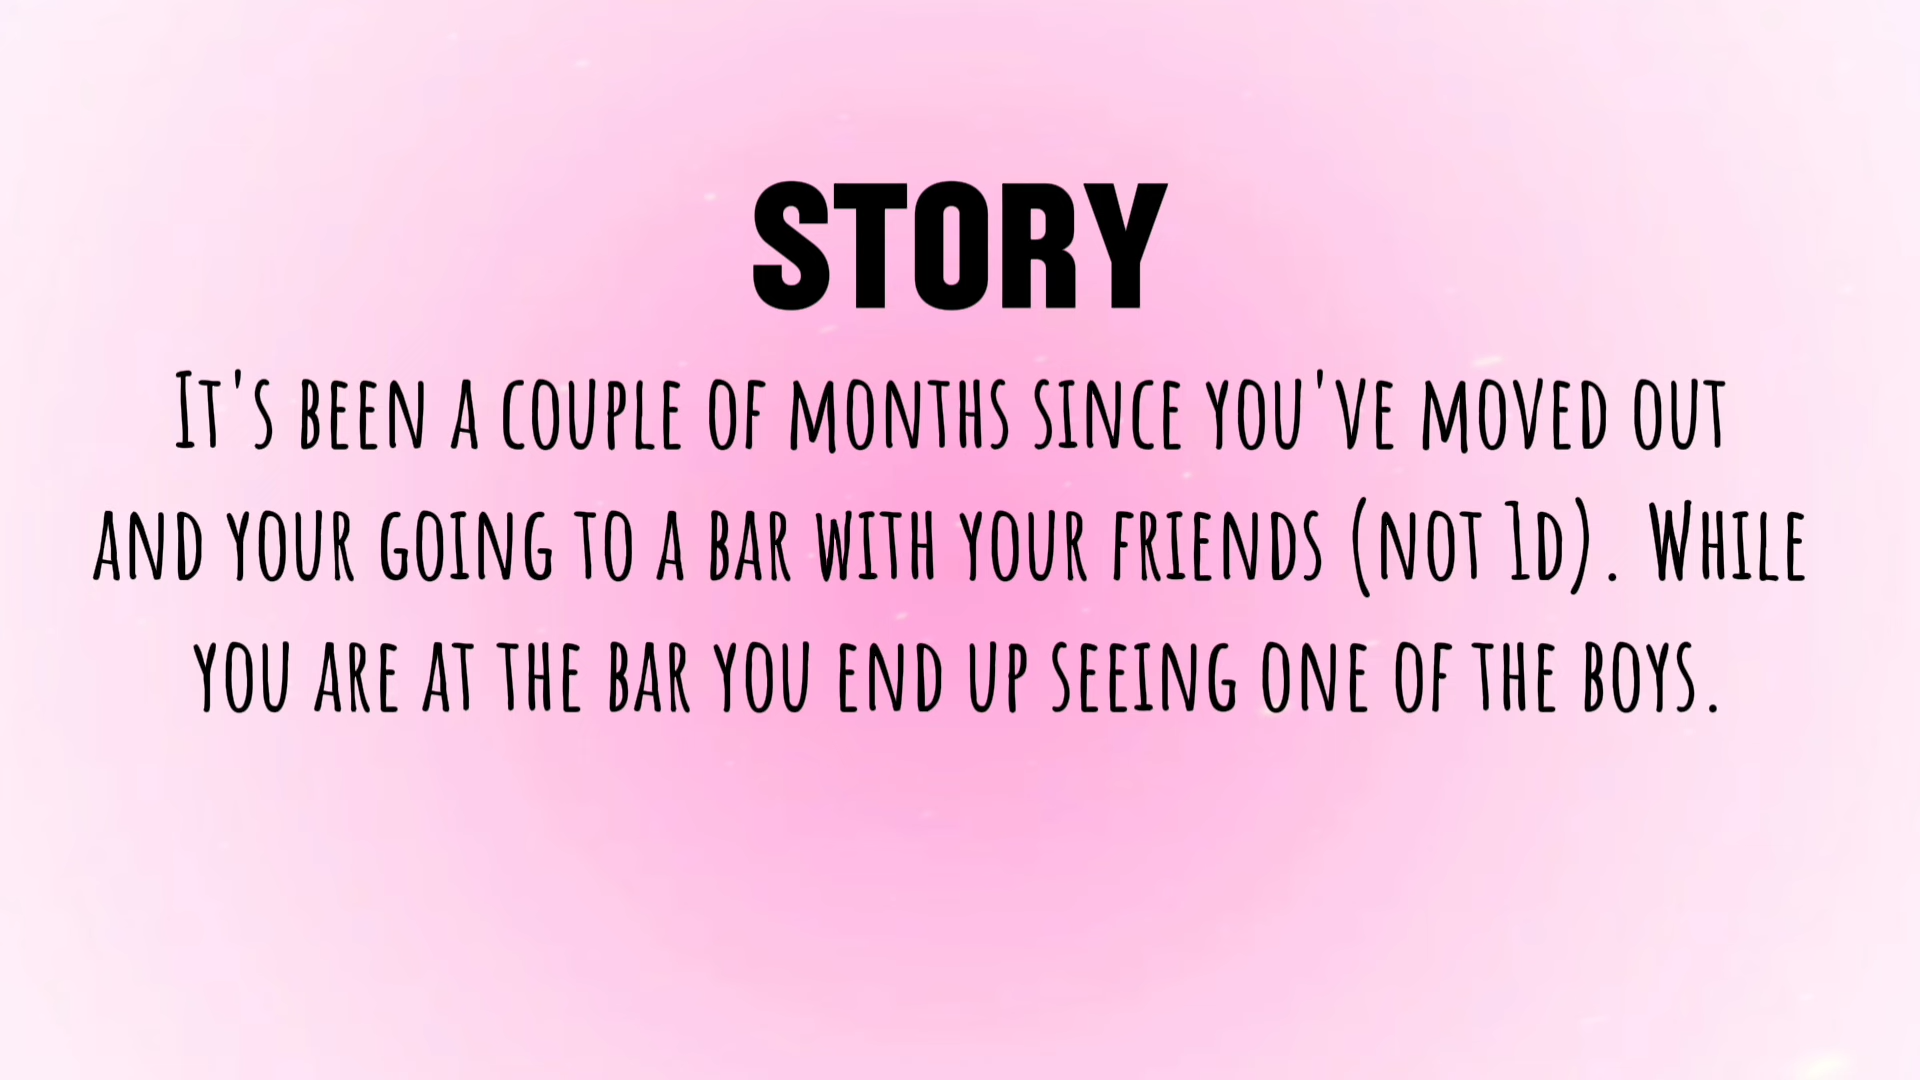 STORY
It's been a couple of months since you've moved out
and your going to a bar with your friends (not 1d). While
you are at the bar you end up seeing one of the boys.